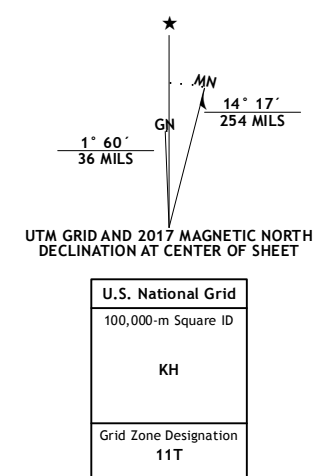 ★
MN
GN
14° 17´
254 MILS
1° 60´
36 MILS
UTM GRID AND 2017 MAGNETIC NORTH
DECLINATION AT CENTER OF SHEET
U.S. National Grid
100,000-m Square ID
KH
Grid Zone Designation
11T